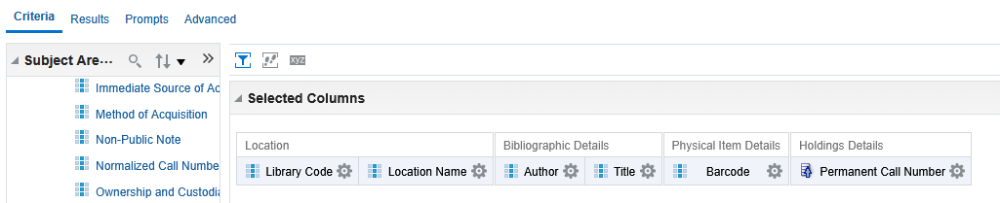 Criteria Results Prompts Advanced
Subject Are...
xyz
Immediate Source of Ac
Method of Acquisition
Non-Public Note
Normalized Call Numbe
Ownership and Custodia
Selected Columns
Location Bibliographic Details Physical Item Details Holdings Details
Library Code Location Name Author Title Barcode Permanent Call Number